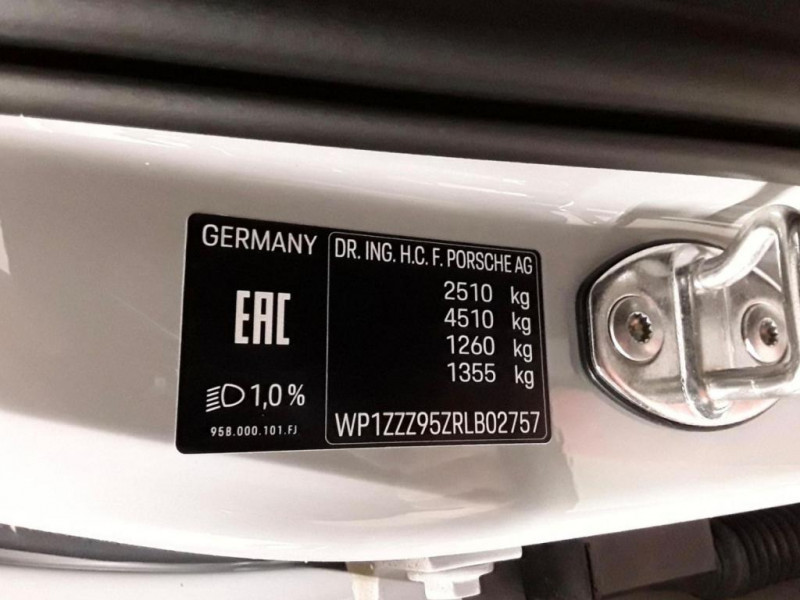 GERMANY
EAC
1,0 %
95B.000.101.FJ
DR. ING. H.C. F. PORSCHE AG
2510 kg
4510 kg
1260 kg
1355 kg
WP1ZZZ95ZRLB02757